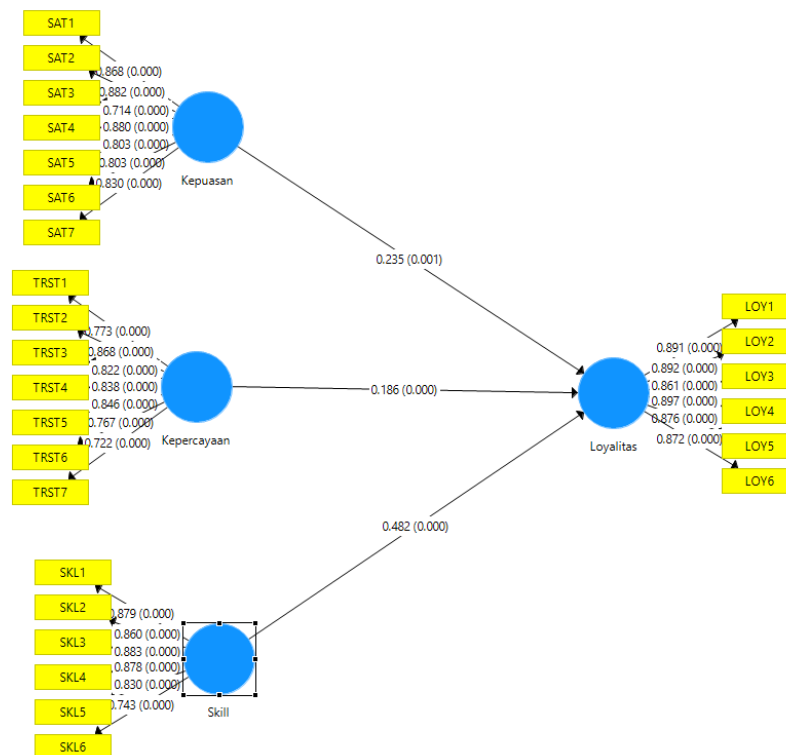 SAT1
SAT2
SAT3
SAT4
SAT5
SAT6
SAT7
0.868 (0.000)
0.882 (0.000)
0.714 (0.000)
0.880 (0.000)
0.803 (0.000)
0.803 (0.000)
0.830 (0.000)
Kepuasan
0.235 (0.001)
TRST1
TRST2
TRST3
TRST4
TRST5
TRST6
TRST7
0.773 (0.000)
0.868 (0.000)
0.822 (0.000)
0.838 (0.000)
0.846 (0.000)
0.767 (0.000)
0.722 (0.000)
Kepercayaan
0.186 (0.000)
Loyalitas
0.891 (0.000)
0.892 (0.000)
0.861 (0.000)
0.897 (0.000)
0.876 (0.000)
0.872 (0.000)
LOY1
LOY2
LOY3
LOY4
LOY5
LOY6
0.482 (0.000)
SKL1
SKL2
SKL3
SKL4
SKL5
SKL6
0.879 (0.000)
0.860 (0.000)
0.883 (0.000)
0.878 (0.000)
0.830 (0.000)
0.743 (0.000)
Skill